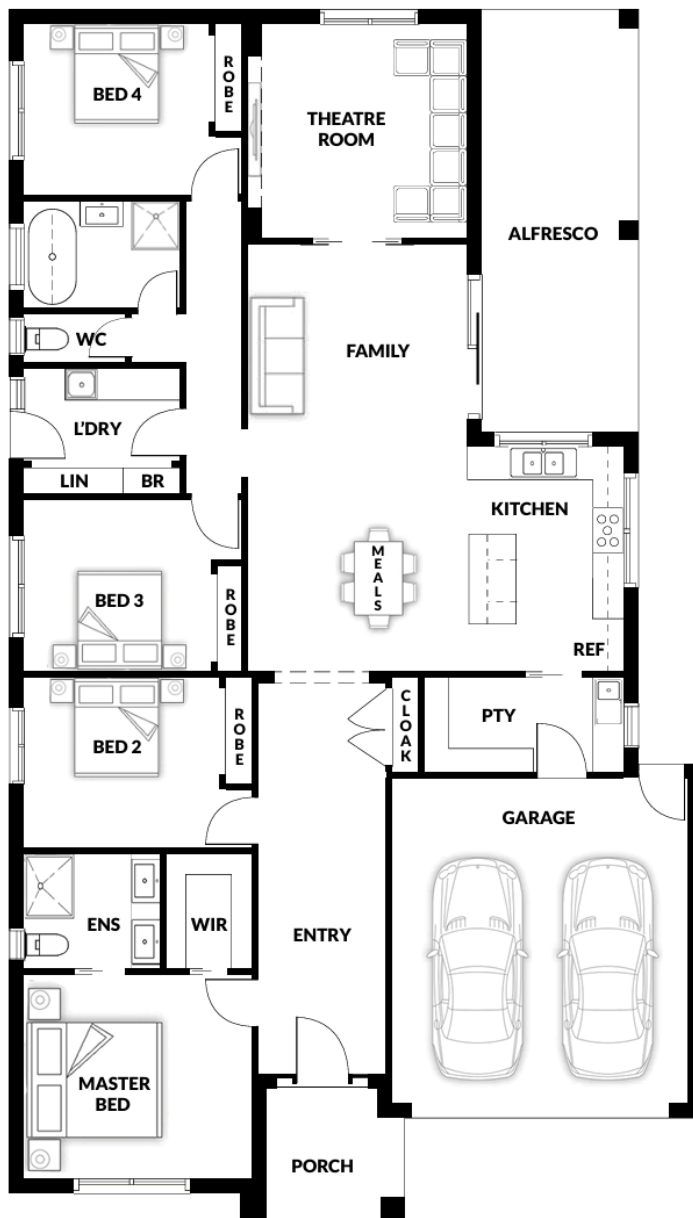 BED 4
ROBE
THEATRE
ROOM
ALFRESCO
WC
FAMILY
L'DRY
LIN
BR
KITCHEN
MEALS
BED 3
ROBE
REF
BED 2
ROBE
CLOAK
PTY
GARAGE
ENS
WIR
ENTRY
MASTER
BED
PORCH